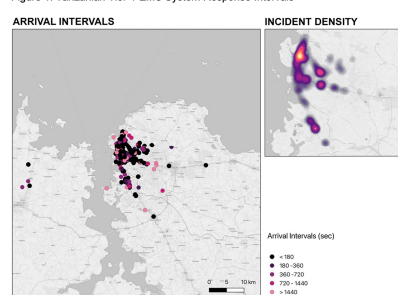 ARRIVAL INTERVALS
INCIDENT DENSITY
Arrival Intervals (sec)
< 180
180 -360
360 -720
720 - 1440
> 1440
0 5 10 km